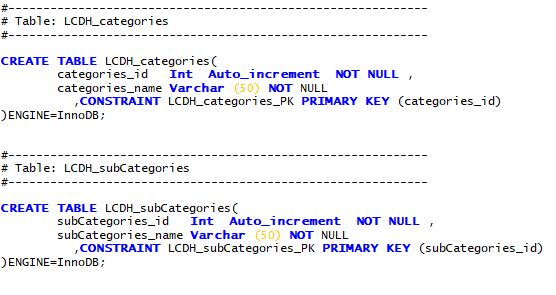 #------------------------------------------------------------
# Table: LCDH_categories
#------------------------------------------------------------
CREATE TABLE LCDH_categories(
categories_id   Int  Auto_increment  NOT NULL ,
categories_name Varchar (50) NOT NULL
,CONSTRAINT LCDH_categories_PK PRIMARY KEY (categories_id)
)ENGINE=InnoDB;
#------------------------------------------------------------
# Table: LCDH_subCategories
#------------------------------------------------------------
CREATE TABLE LCDH_subCategories(
subCategories_id   Int  Auto_increment  NOT NULL ,
subCategories_name Varchar (50) NOT NULL
,CONSTRAINT LCDH_subCategories_PK PRIMARY KEY (subCategories_id)
)ENGINE=InnoDB;